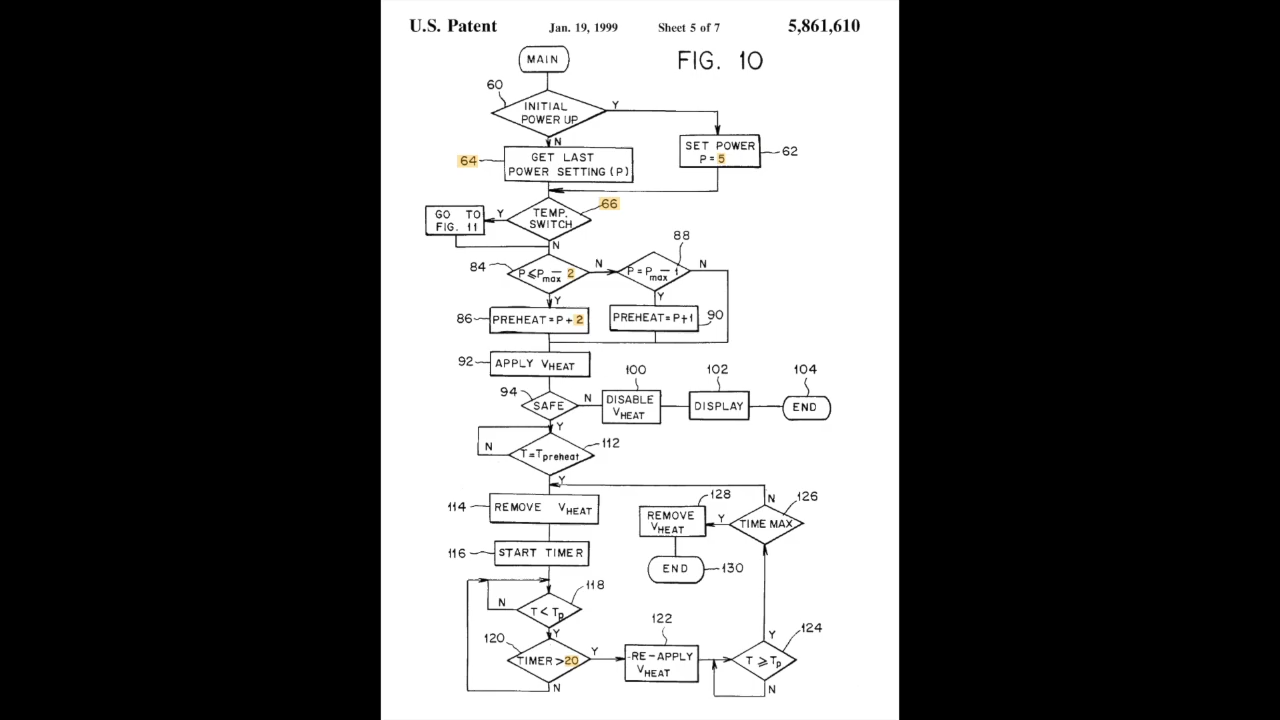 U.S. Patent Jan. 19, 1999 Sheet 5 of 7 5,861,610
FIG. 10
MAIN
60
INITIAL
POWER UP
Y
N
SET POWER
P = 5
62
64
GET LAST
POWER SETTING (P)
66
TEMP.
SWITCH
Y
GO TO
FIG. 11
N
84
P ≤ Pmax − 2
N
88
P = Pmax − 1
N
Y
Y
86
PREHEAT = P + 2
PREHEAT = P+1
90
92
APPLY VHEAT
94
SAFE
N
100
DISABLE
VHEAT
102
DISPLAY
104
END
Y
112
T = Tpreheat
N
Y
114
REMOVE VHEAT
116
START TIMER
118
T < Tp
N
Y
120
TIMER > 20
Y
N
122
RE-APPLY
VHEAT
124
T ≥ Tp
Y
N
126
TIME MAX
N
Y
128
REMOVE
VHEAT
END
130